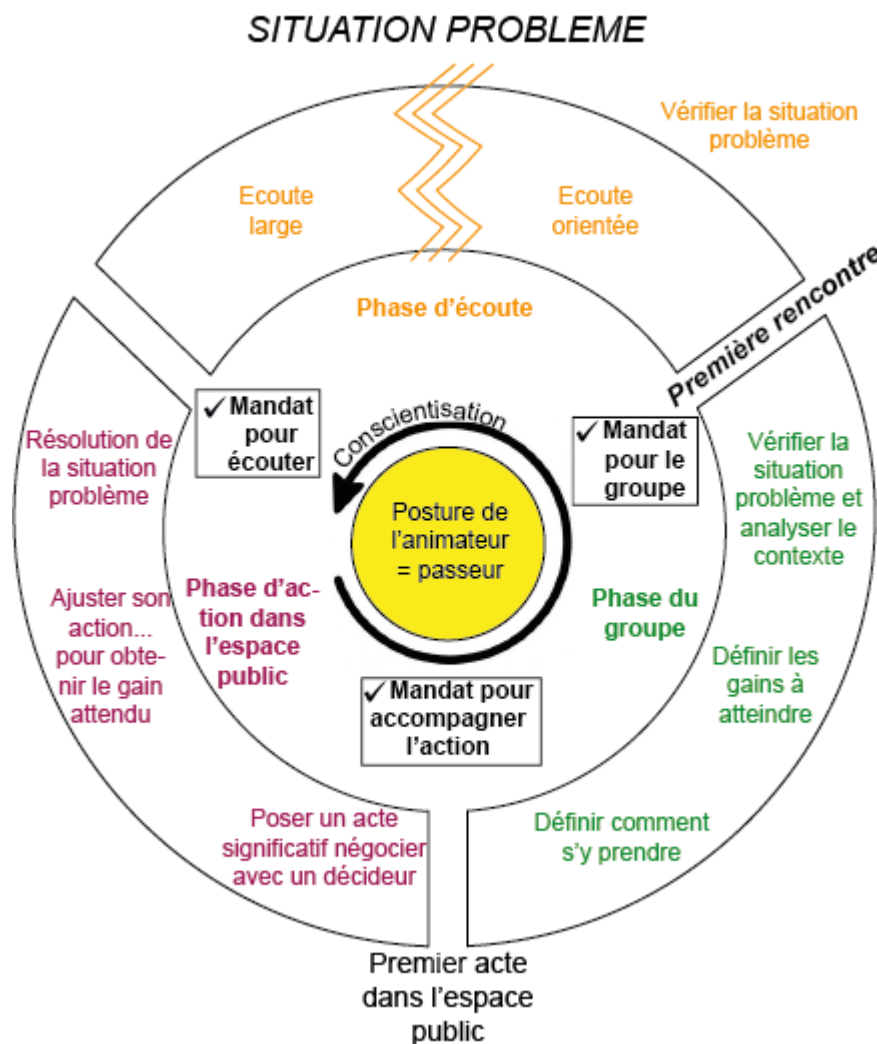 SITUATION PROBLEME
Vérifier la situation
problème
Ecoute
large
Ecoute
orientée
Phase d'écoute
Première rencontre
✓ Mandat
pour
écouter
Conscientisation
✓ Mandat
pour le
groupe
Posture de
l'animateur
= passeur
Vérifier la
situation
problème et
analyser le
contexte
Phase du
groupe
Définir les
gains à
atteindre
Définir comment
s'y prendre
✓ Mandat pour
accompagner
l'action
Premier acte
dans l'espace
public
Phase d'ac-
tion dans
l'espace
public
Poser un acte
significatif négocier
avec un décideur
Ajuster son
action...
pour obte-
nir le gain
attendu
Résolution de
la situation
problème